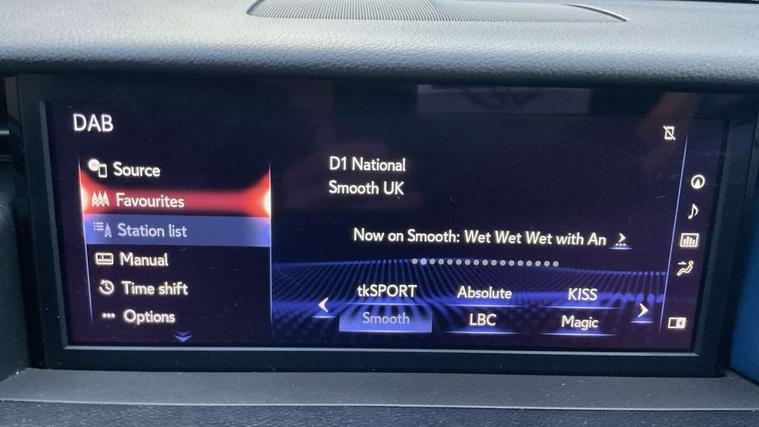 DAB
Source
Favourites
Station list
Manual
Time shift
Options
D1 National
Smooth UK
Now on Smooth: Wet Wet Wet with An
tkSPORT Absolute KISS
Smooth LBC Magic